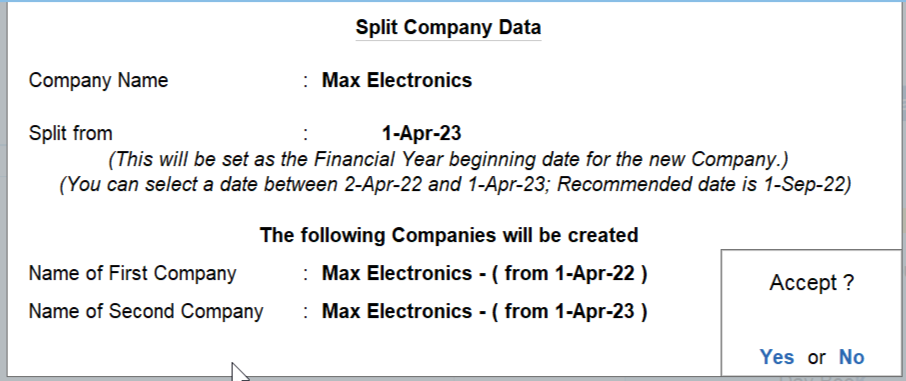 Split Company Data
Company Name : Max Electronics
Split from : 1-Apr-23
(This will be set as the Financial Year beginning date for the new Company.)
(You can select a date between 2-Apr-22 and 1-Apr-23; Recommended date is 1-Sep-22)
The following Companies will be created
Name of First Company : Max Electronics - ( from 1-Apr-22 )
Name of Second Company : Max Electronics - ( from 1-Apr-23 )
Accept ?
Yes or No